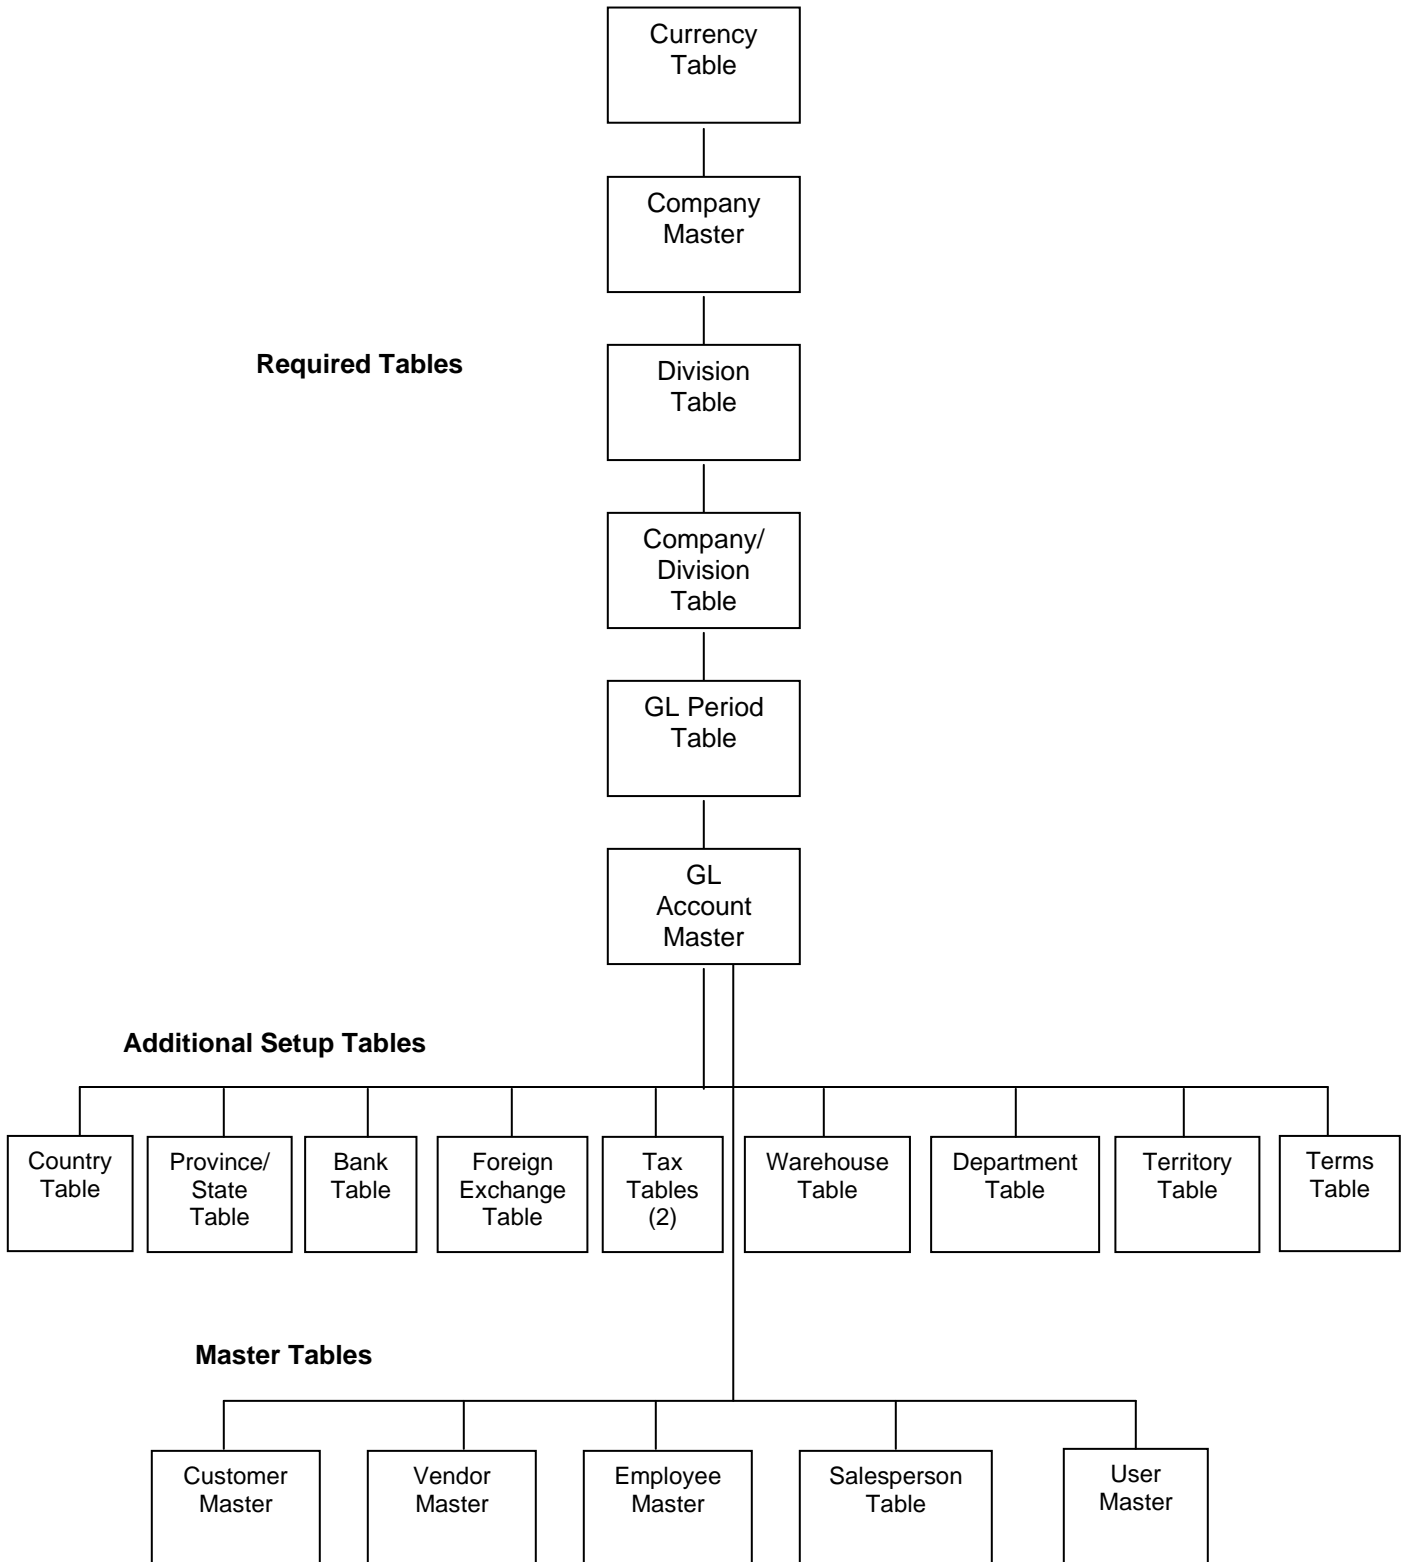 Currency
Table
Company
Master
Required Tables
Division
Table
Company/
Division
Table
GL Period
Table
GL
Account
Master
Additional Setup Tables
Country
Table
Province/
State
Table
Bank
Table
Foreign
Exchange
Table
Tax
Tables
(2)
Warehouse
Table
Department
Table
Territory
Table
Terms
Table
Master Tables
Customer
Master
Vendor
Master
Employee
Master
Salesperson
Table
User
Master